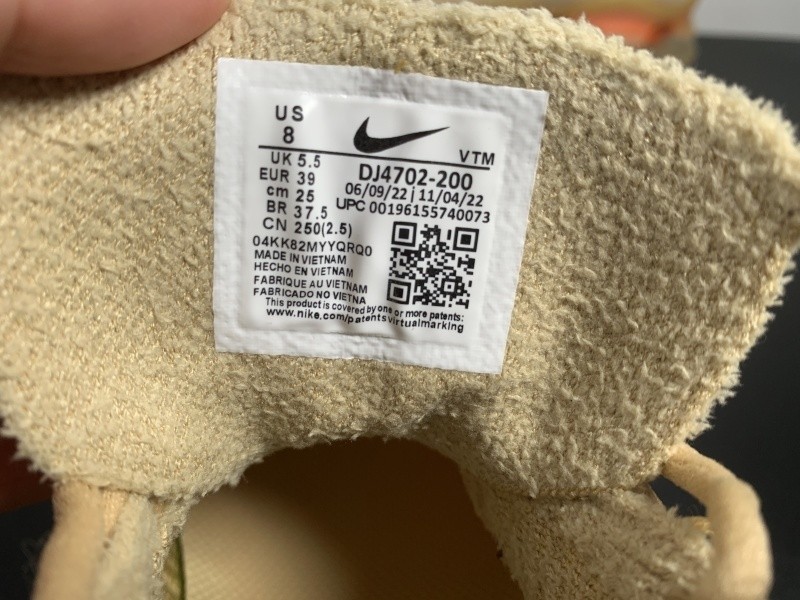 US
8
VTM
UK 5.5
EUR 39
cm 25
BR 37.5
CN 250(2.5)
DJ4702-200
06/09/22 | 11/04/22
UPC 00196155740073
04KK82MYYQRQ0
MADE IN VIETNAM
HECHO EN VIETNAM
FABRIQUE AU VIETNAM
FABRICADO NO VIETNA
This product is covered by one or more patents:
www.nike.com/patentsvirtualmarking